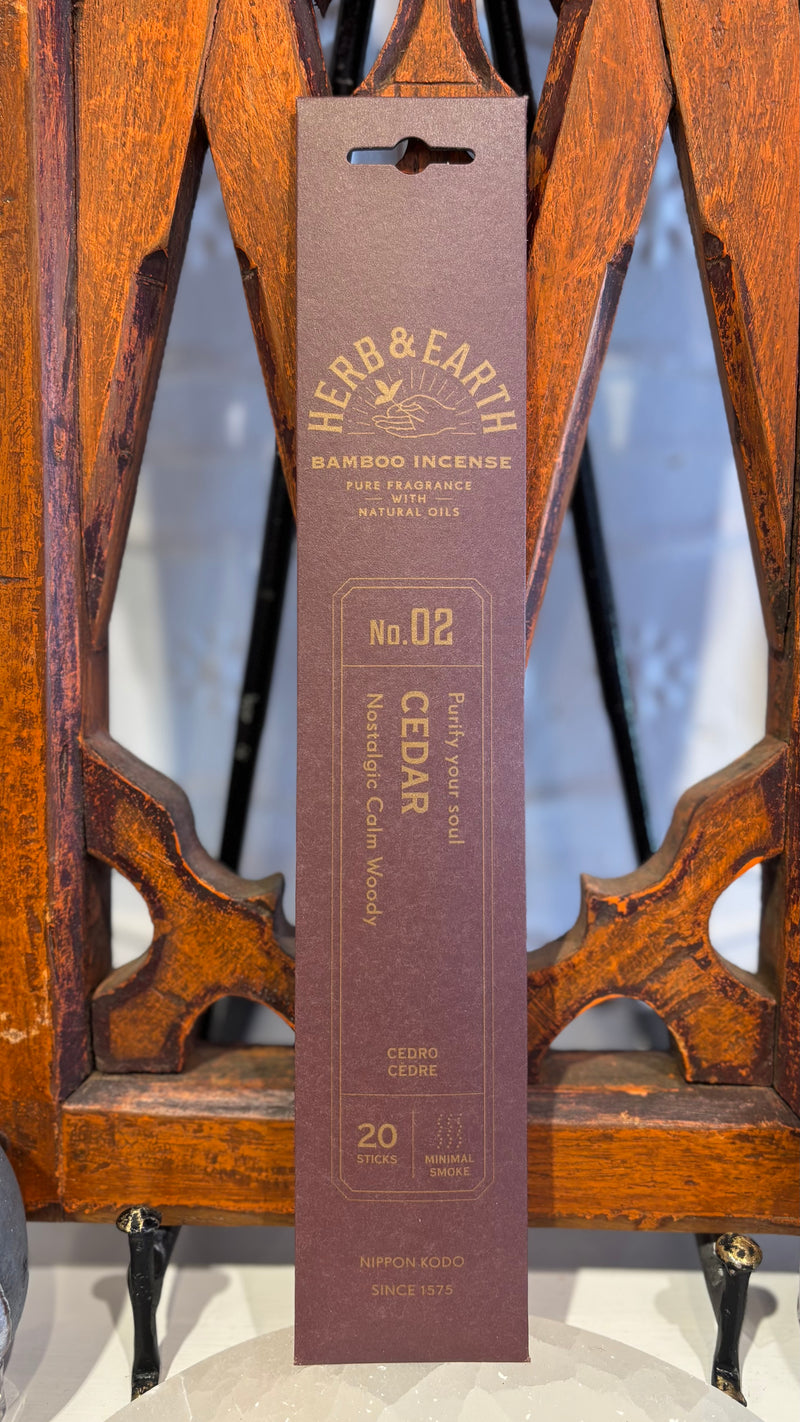 HERB & EARTH
BAMBOO INCENSE
PURE FRAGRANCE
WITH
NATURAL OILS
No.02
Purify your soul
CEDAR
Nostalgic Calm Woody
CEDRO
CÈDRE
20
STICKS
MINIMAL
SMOKE
NIPPON KODO
SINCE 1575